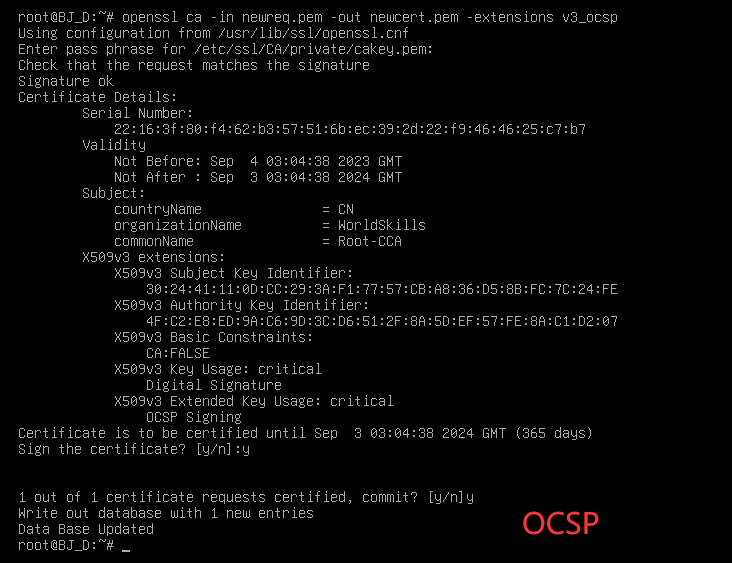 root@BJ_D:~# openssl ca -in newreq.pem -out newcert.pem -extensions v3_ocsp
Using configuration from /usr/lib/ssl/openssl.cnf
Enter pass phrase for /etc/ssl/CA/private/cakey.pem:
Check that the request matches the signature
Signature ok
Certificate Details:
        Serial Number:
            22:16:3f:80:f4:62:b3:57:51:6b:ec:39:2d:22:f9:46:46:25:c7:b7
        Validity
            Not Before: Sep  4 03:04:38 2023 GMT
            Not After : Sep  3 03:04:38 2024 GMT
        Subject:
            countryName               = CN
            organizationName          = WorldSkills
            commonName                = Root-CCA
        X509v3 extensions:
            X509v3 Subject Key Identifier:
                30:24:41:11:0D:CC:29:3A:F1:77:57:CB:A8:36:D5:8B:FC:7C:24:FE
            X509v3 Authority Key Identifier:
                4F:C2:E8:ED:9A:C6:9D:3C:D6:51:2F:8A:5D:EF:57:FE:8A:C1:D2:07
            X509v3 Basic Constraints:
                CA:FALSE
            X509v3 Key Usage: critical
                Digital Signature
            X509v3 Extended Key Usage: critical
                OCSP Signing
Certificate is to be certified until Sep  3 03:04:38 2024 GMT (365 days)
Sign the certificate? [y/n]:y
1 out of 1 certificate requests certified, commit? [y/n]y
Write out database with 1 new entries
Data Base Updated
root@BJ_D:~# _
OCSP